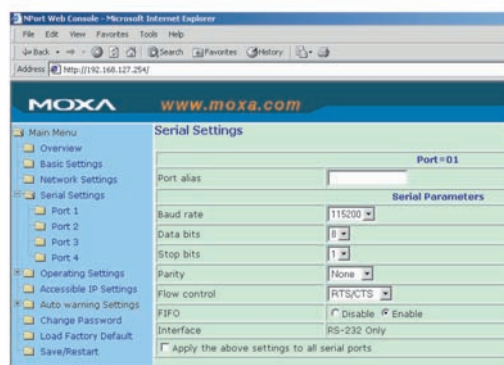 NPort Web Console - Microsoft Internet Explorer
File Edit View Favorites Tools Help
Back Search Favorites History
Address http://192.168.127.254/
MOXA www.moxa.com
Main Menu
Overview
Basic Settings
Network Settings
Serial Settings
Port 1
Port 2
Port 3
Port 4
Operating Settings
Accessible IP Settings
Auto warning Settings
Change Password
Load Factory Default
Save/Restart
Serial Settings
Port=01
Port alias
Serial Parameters
Baud rate 115200
Data bits 8
Stop bits 1
Parity None
Flow control RTS/CTS
FIFO Disable Enable
Interface RS-232 Only
Apply the above settings to all serial ports